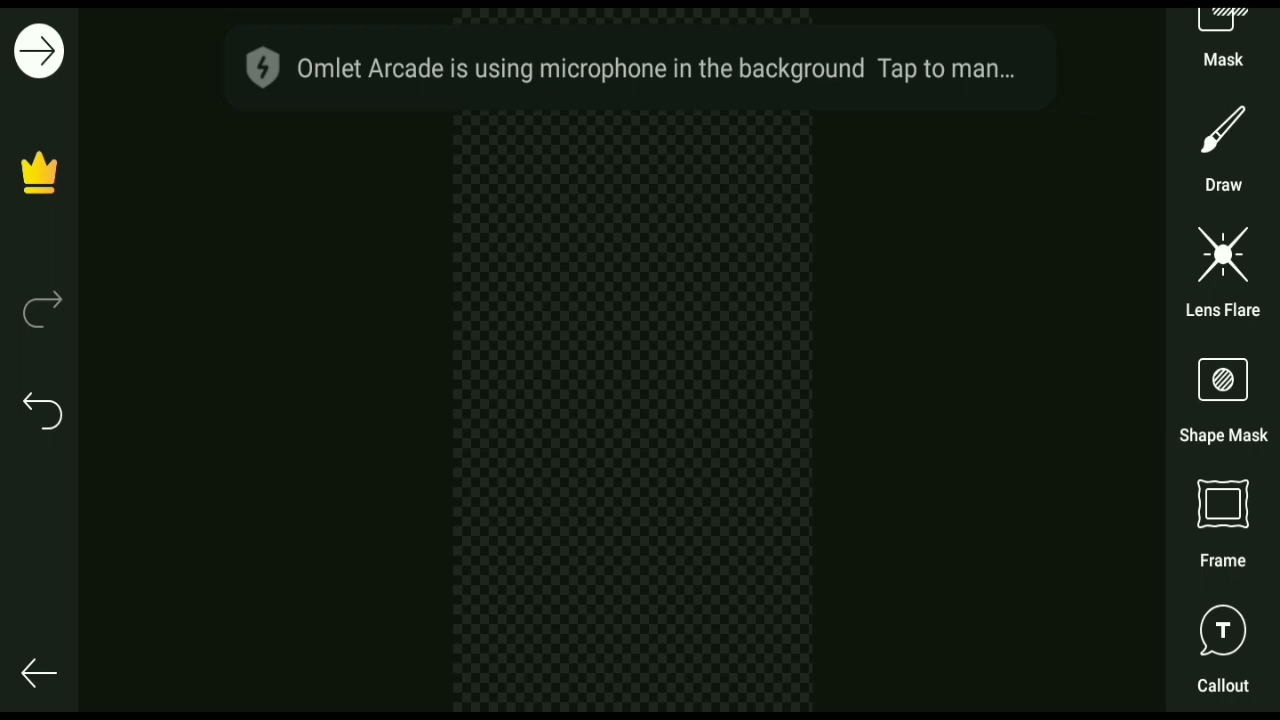 Omlet Arcade is using microphone in the background Tap to man...
Mask
Draw
Lens Flare
Shape Mask
Frame
T
Callout